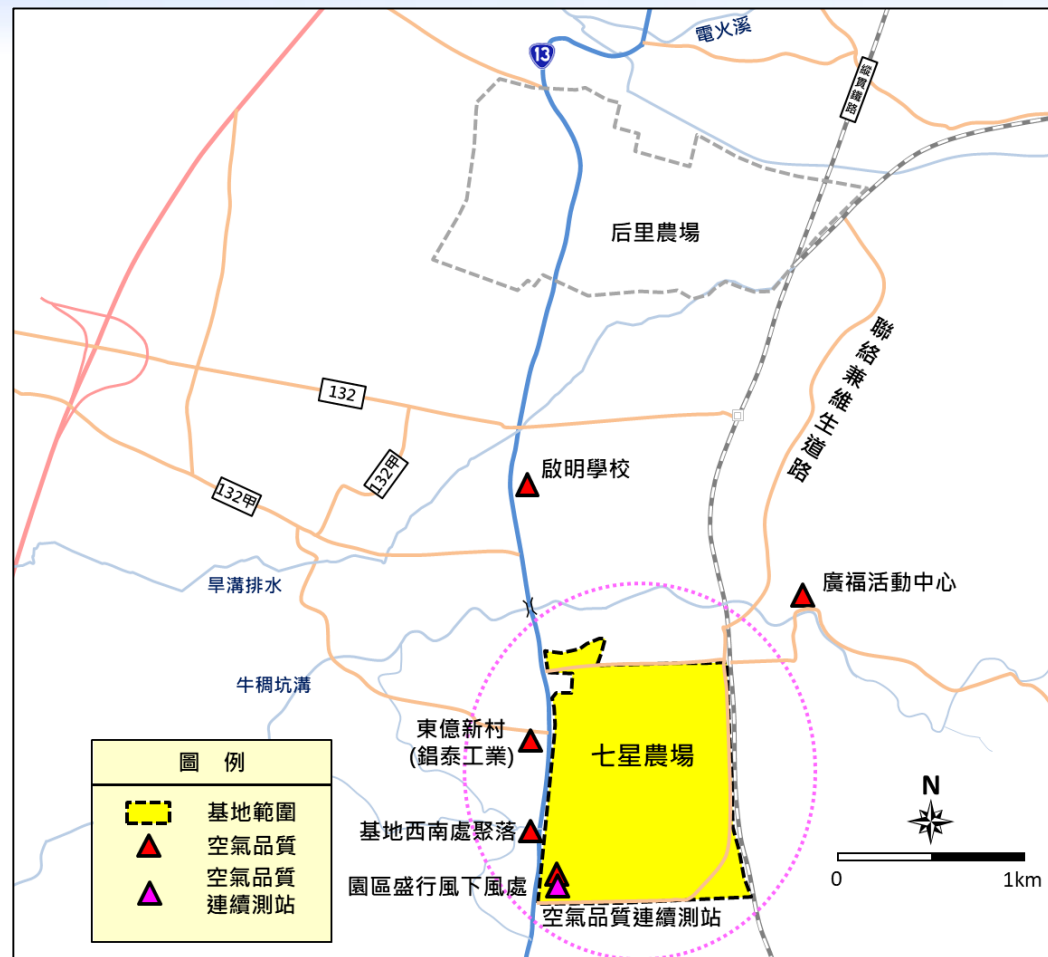 電火溪
13
縱貫鐵路
后里農場
聯絡兼維生道路
132
132甲
132甲
啟明學校
旱溝排水
廣福活動中心
牛稠坑溝
東億新村
(錩泰工業)
七星農場
基地西南處聚落
園區盛行風下風處
空氣品質連續測站
圖 例
基地範圍
空氣品質
空氣品質
連續測站
N
0
1km